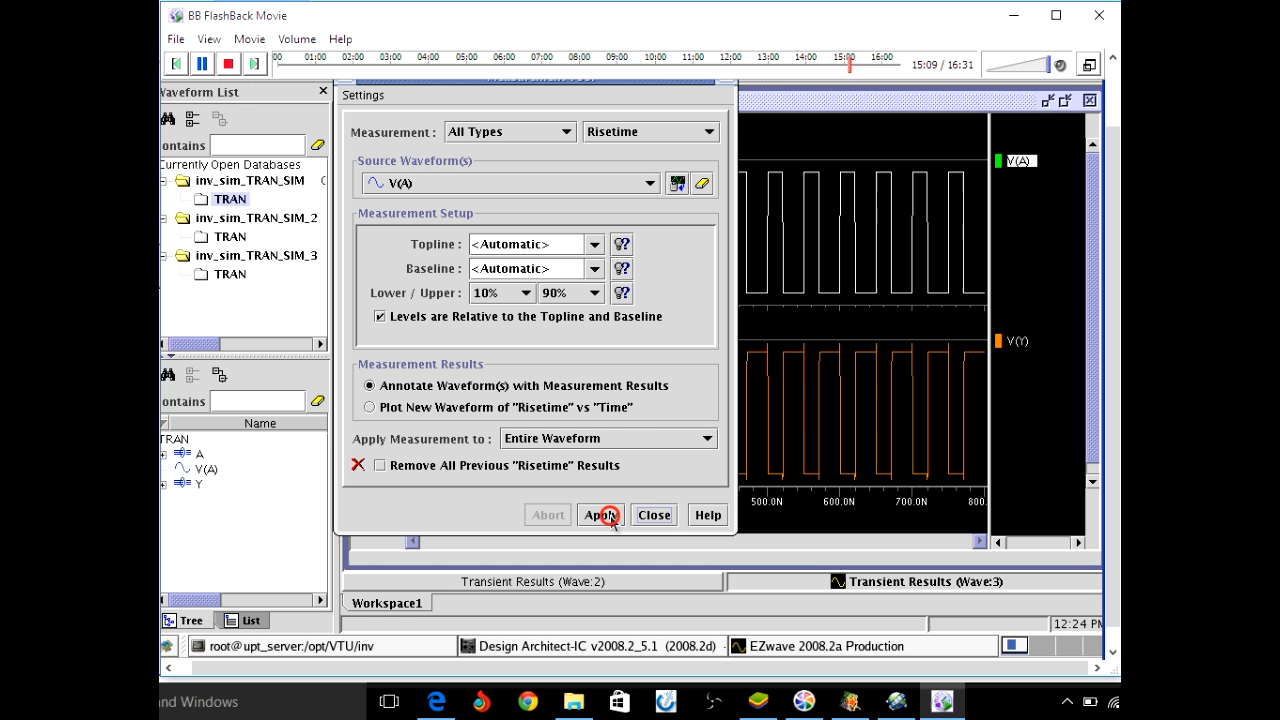 BB FlashBack Movie
File View Movie Volume Help
00 01:00 02:00 03:00 04:00 05:00 06:00 07:00 08:00 09:00 10:00 11:00 12:00 13:00 14:00 15:00 16:00
15:09 / 16:31
Waveform List
ontains
Currently Open Databases
inv_sim_TRAN_SIM (
TRAN
inv_sim_TRAN_SIM_2
TRAN
inv_sim_TRAN_SIM_3
TRAN
ontains
Name
TRAN
A
V(A)
Y
Tree List
Settings
Measurement: All Types Risetime
Source Waveform(s)
V(A)
Measurement Setup
Topline : <Automatic>
Baseline : <Automatic>
Lower / Upper : 10% 90%
Levels are Relative to the Topline and Baseline
Measurement Results
Annotate Waveform(s) with Measurement Results
Plot New Waveform of "Risetime" vs "Time"
Apply Measurement to : Entire Waveform
Remove All Previous "Risetime" Results
Abort Apply Close Help
V(A)
V(Y)
500.0N 600.0N 700.0N 800.
Transient Results (Wave:2) Transient Results (Wave:3)
Workspace1
12:24 PM
root@upt_server:/opt/VTU/inv Design Architect-IC v2008.2_5.1 (2008.2d) EZwave 2008.2a Production
and Windows